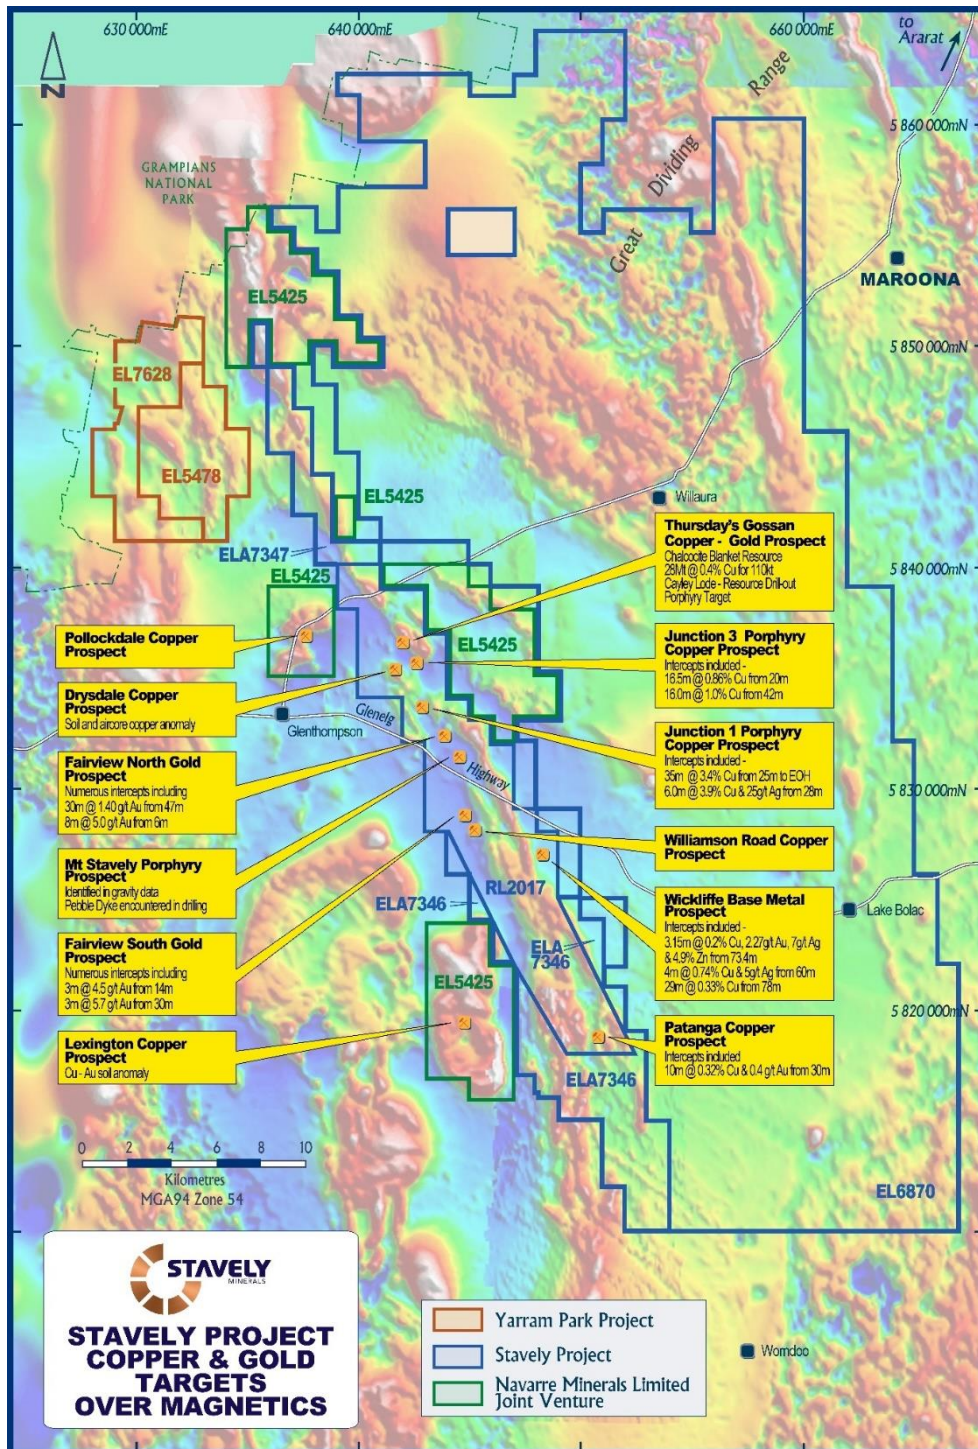 630 000mE
640 000mE
660 000mE
to
Ararat
N
Range
Dividing
Great
5 860 000mN
GRAMPIANS
NATIONAL
PARK
MAROONA
EL5425
5 850 000mN
EL7628
EL5478
EL5425
Willaura
ELA7347
EL5425
5 840 000mN
Thursday's Gossan
Copper - Gold Prospect
Chalcocite Blanket Resource
28Mt @ 0.4% Cu for 110kt
Cayley Lode - Resource Drill-out
Porphyry Target
Pollockdale Copper
Prospect
EL5425
Junction 3 Porphyry
Copper Prospect
Intercepts included -
16.5m @ 0.86% Cu from 20m
16.0m @ 1.0% Cu from 42m
Drysdale Copper
Prospect
Soil and aircore copper anomaly
Glenthompson
Glenelg
Highway
Junction 1 Porphyry
Copper Prospect
Intercepts included -
35m @ 3.4% Cu from 25m to EOH
6.0m @ 3.9% Cu & 25g/t Ag from 28m
5 830 000mN
Fairview North Gold
Prospect
Numerous intercepts including
30m @ 1.40 g/t Au from 47m
8m @ 5.0 g/t Au from 6m
Williamson Road Copper
Prospect
Mt Stavely Porphyry
Prospect
Identified in gravity data
Pebble Dyke encountered in drilling
RL2017
ELA7346
ELA
7346
Wickliffe Base Metal
Prospect
Intercepts included -
3.15m @ 0.2% Cu, 2.27g/t Au, 7g/t Ag
& 4.9% Zn from 73.4m
4m @ 0.74% Cu & 5g/t Ag from 60m
29m @ 0.33% Cu from 78m
Lake Bolac
Fairview South Gold
Prospect
Numerous intercepts including
3m @ 4.5 g/t Au from 14m
3m @ 5.7 g/t Au from 30m
EL5425
5 820 000mN
Lexington Copper
Prospect
Cu - Au soil anomaly
Patanga Copper
Prospect
Intercepts included
10m @ 0.32% Cu & 0.4 g/t Au from 30m
ELA7346
0 2 4 6 8 10
Kilometres
MGA94 Zone 54
EL6870
STAVELY
MINERALS
STAVELY PROJECT
COPPER & GOLD
TARGETS
OVER MAGNETICS
Yarram Park Project
Stavely Project
Navarre Minerals Limited
Joint Venture
Worndoo